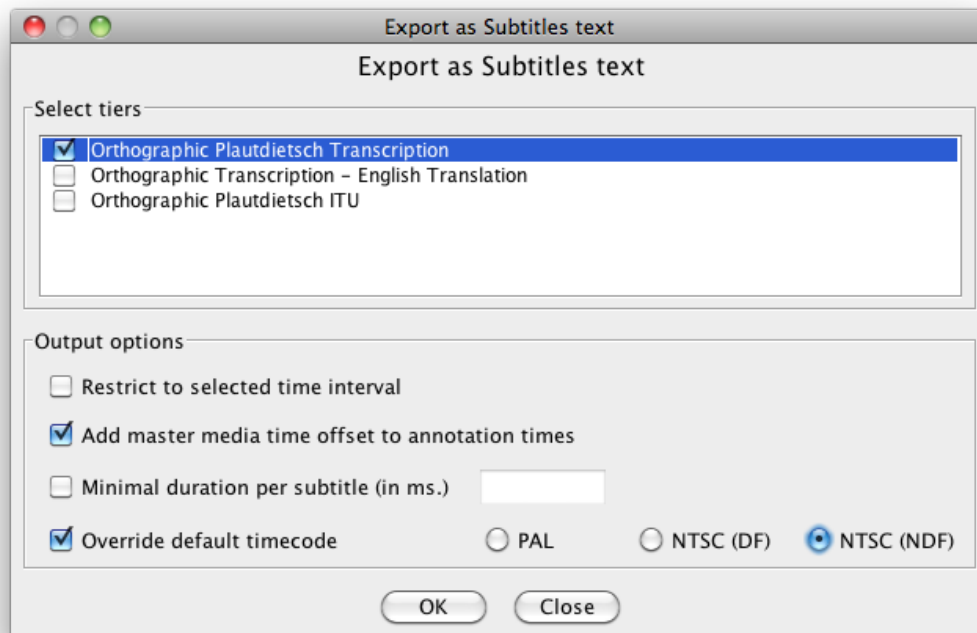 Export as Subtitles text
Export as Subtitles text
Select tiers
Orthographic Plautdietsch Transcription
Orthographic Transcription – English Translation
Orthographic Plautdietsch ITU
Output options
Restrict to selected time interval
Add master media time offset to annotation times
Minimal duration per subtitle (in ms.)
Override default timecode PAL NTSC (DF) NTSC (NDF)
OK Close